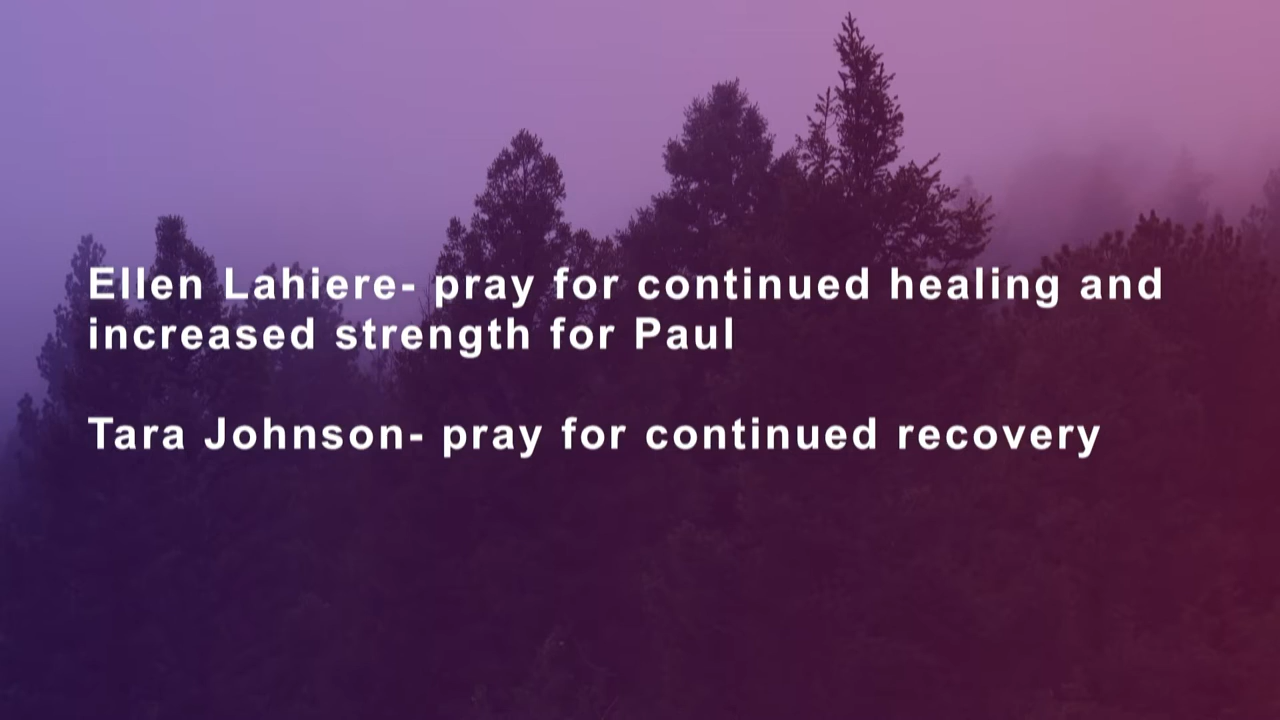 Ellen Lahiere- pray for continued healing and
increased strength for Paul
Tara Johnson- pray for continued recovery